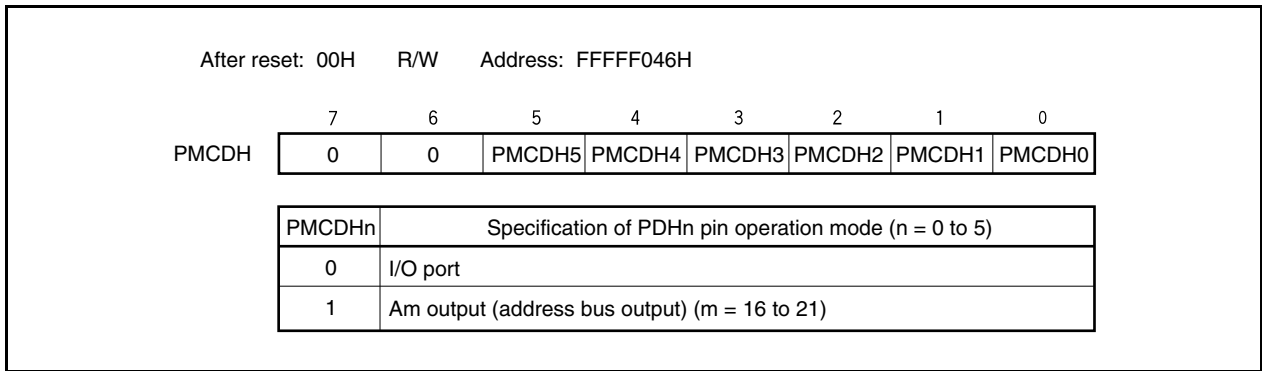 After reset: 00H R/W Address: FFFFF046H
7 6 5 4 3 2 1 0
PMCDH 0 0 PMCDH5 PMCDH4 PMCDH3 PMCDH2 PMCDH1 PMCDH0
PMCDHn Specification of PDHn pin operation mode (n = 0 to 5)
0 I/O port
1 Am output (address bus output) (m = 16 to 21)